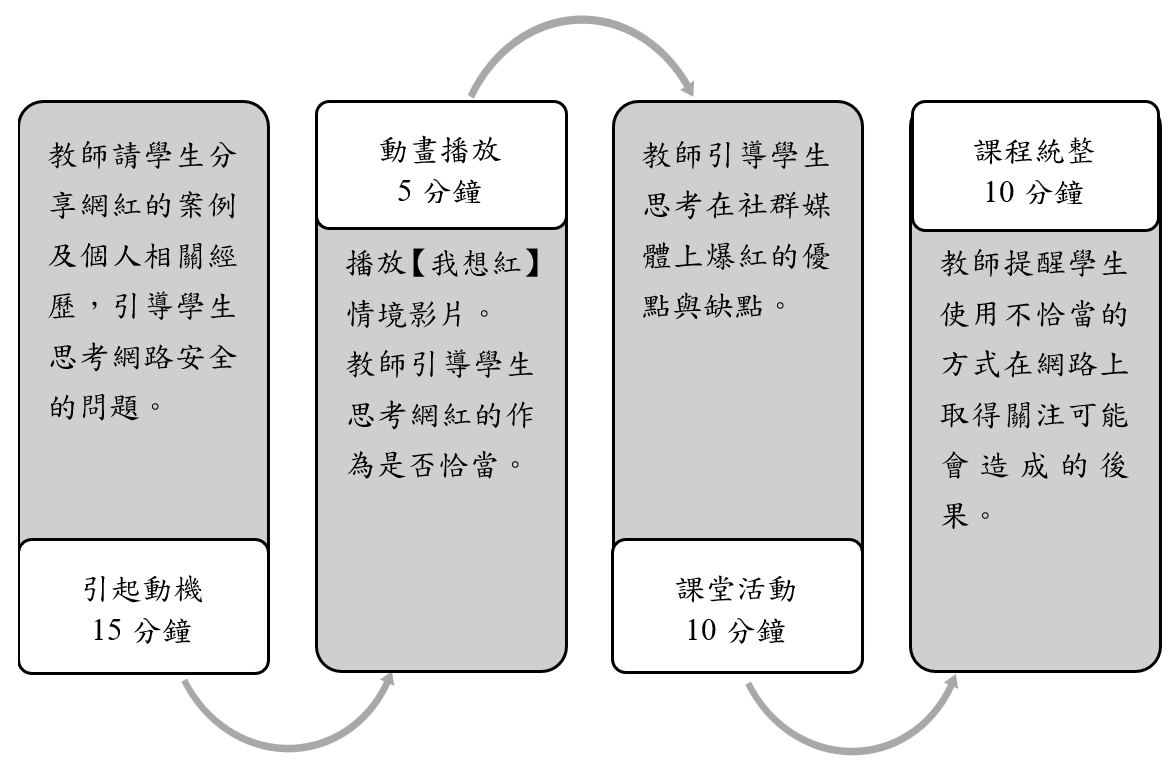 教師請學生分
享網紅的案例
及個人相關經
歷，引導學生
思考網路安全
的問題。
引起動機
15 分鐘
動畫播放
5 分鐘
播放【我想紅】
情境影片。
教師引導學生
思考網紅的作
為是否恰當。
教師引導學生
思考在社群媒
體上爆紅的優
點與缺點。
課堂活動
10 分鐘
課程統整
10 分鐘
教師提醒學生
使用不恰當的
方式在網路上
取得關注可能
會造成的後
果。